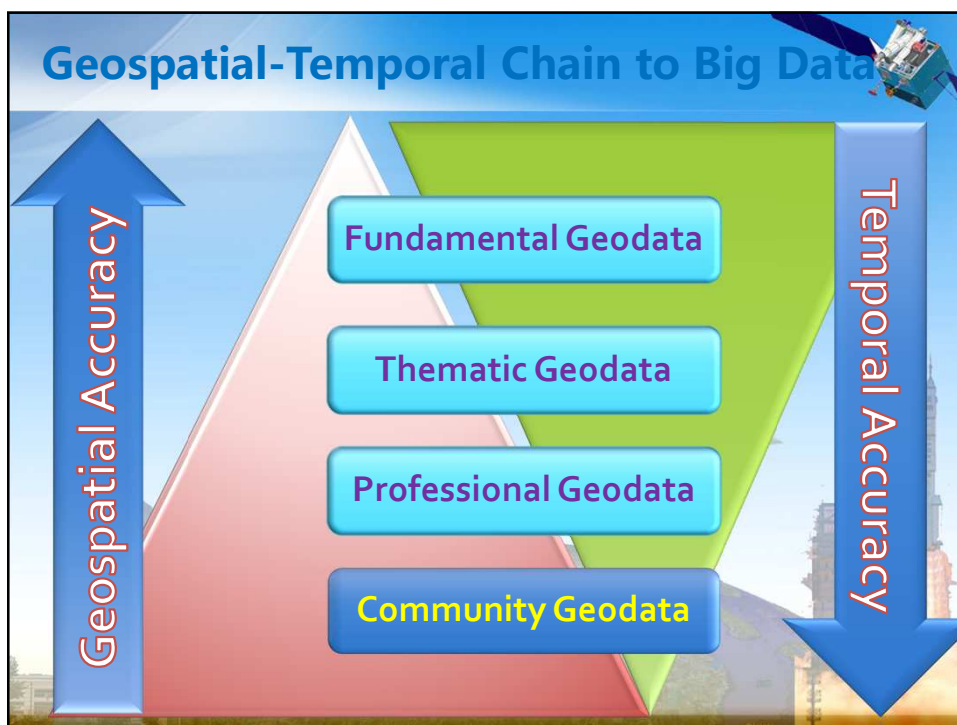 Geospatial-Temporal Chain to Big Data
Geospatial Accuracy
Fundamental Geodata
Thematic Geodata
Professional Geodata
Community Geodata
Temporal Accuracy